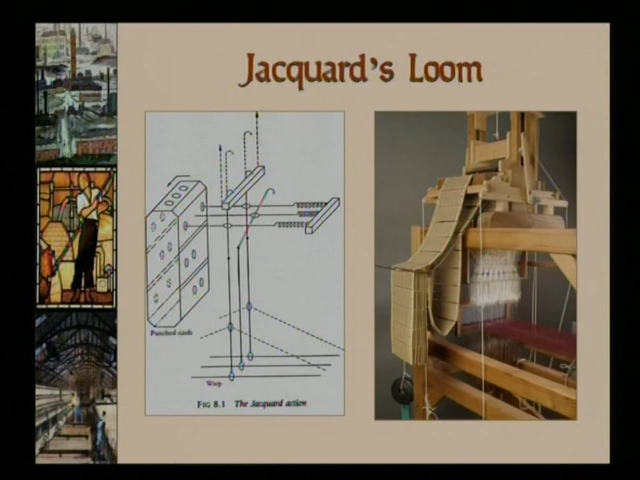 Jacquard's Loom
Punched cards
Warp
FIG 8.1 The Jacquard action